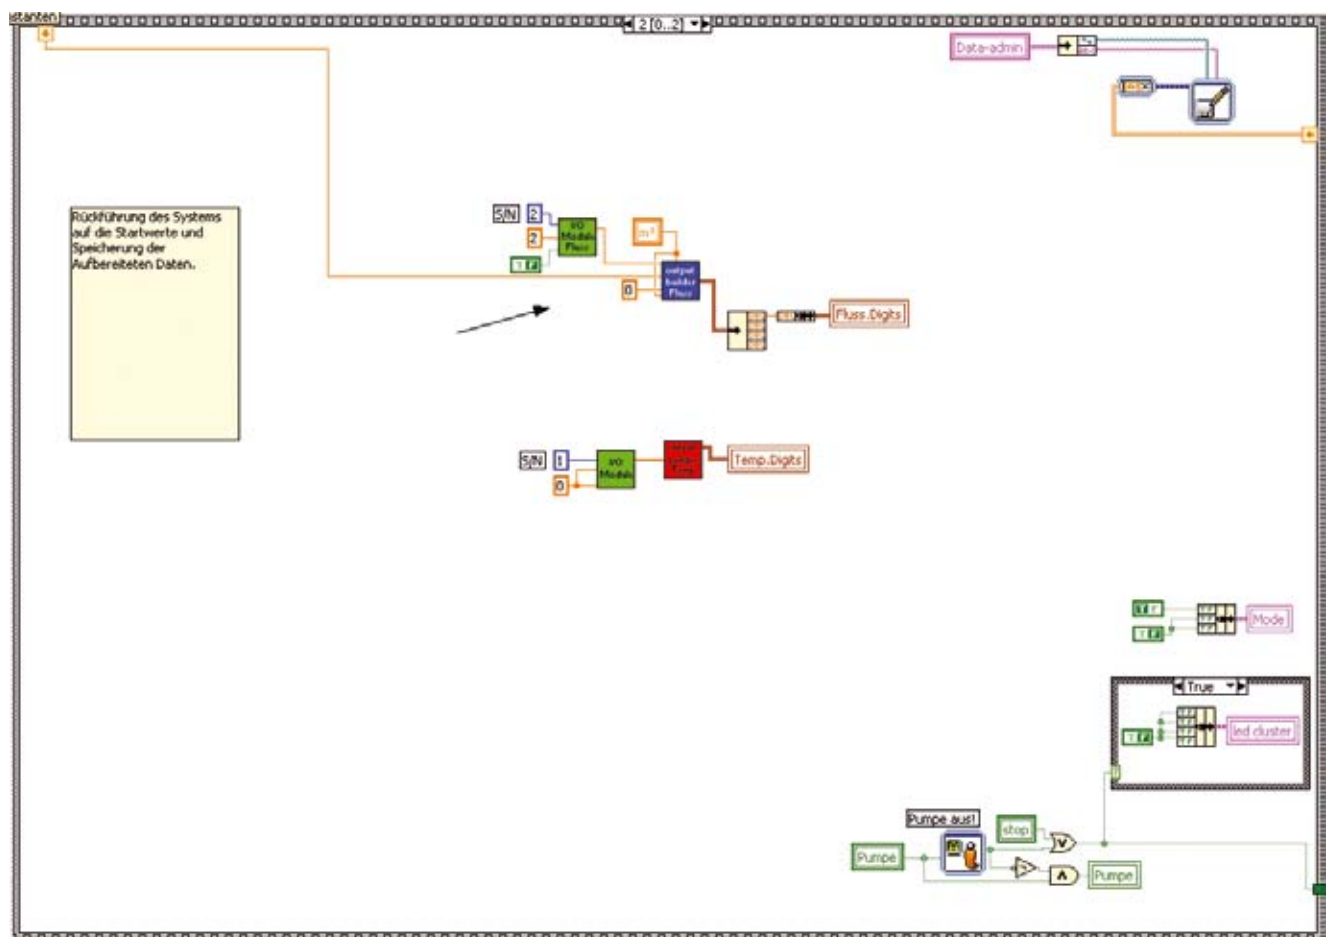 stanten
2 [0..2]
Data-admin
Rückführung des Systems
auf die Startwerte und
Speicherung der
Aufbereiteten Daten.
S/N 2
2
I/O
Module
Fluss
m³
0
output
builder
Fluss
Fluss.Digits
S/N 1
0
I/O
Module
Temp.Digits
Mode
True
led cluster
Pumpe aus!
stop
Pumpe
Pumpe